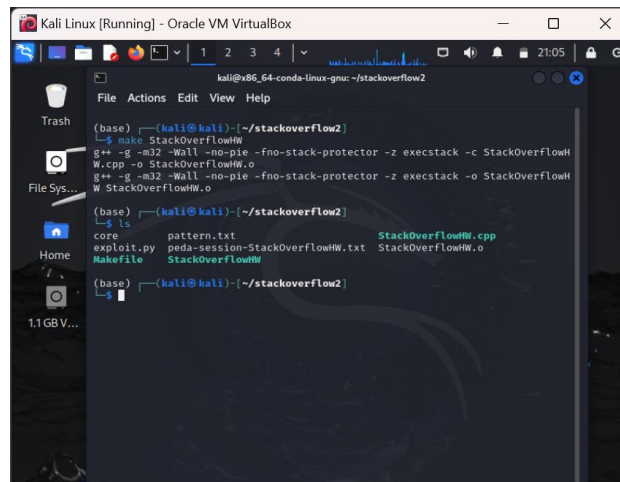 Kali Linux [Running] - Oracle VM VirtualBox
1 2 3 4 21:05 G
kali@x86_64-conda-linux-gnu: ~/stackoverflow2
File Actions Edit View Help
Trash
File Sys...
Home
1.1 GB V...
(base) ┌──(kali㉿kali)-[~/stackoverflow2]
└─$ make StackOverflowHW
g++ -g -m32 -Wall -no-pie -fno-stack-protector -z execstack -c StackOverflowH
W.cpp -o StackOverflowHW.o
g++ -g -m32 -Wall -no-pie -fno-stack-protector -z execstack -o StackOverflowH
W StackOverflowHW.o
(base) ┌──(kali㉿kali)-[~/stackoverflow2]
└─$ ls
core pattern.txt StackOverflowHW.cpp
exploit.py peda-session-StackOverflowHW.txt StackOverflowHW.o
Makefile StackOverflowHW
(base) ┌──(kali㉿kali)-[~/stackoverflow2]
└─$